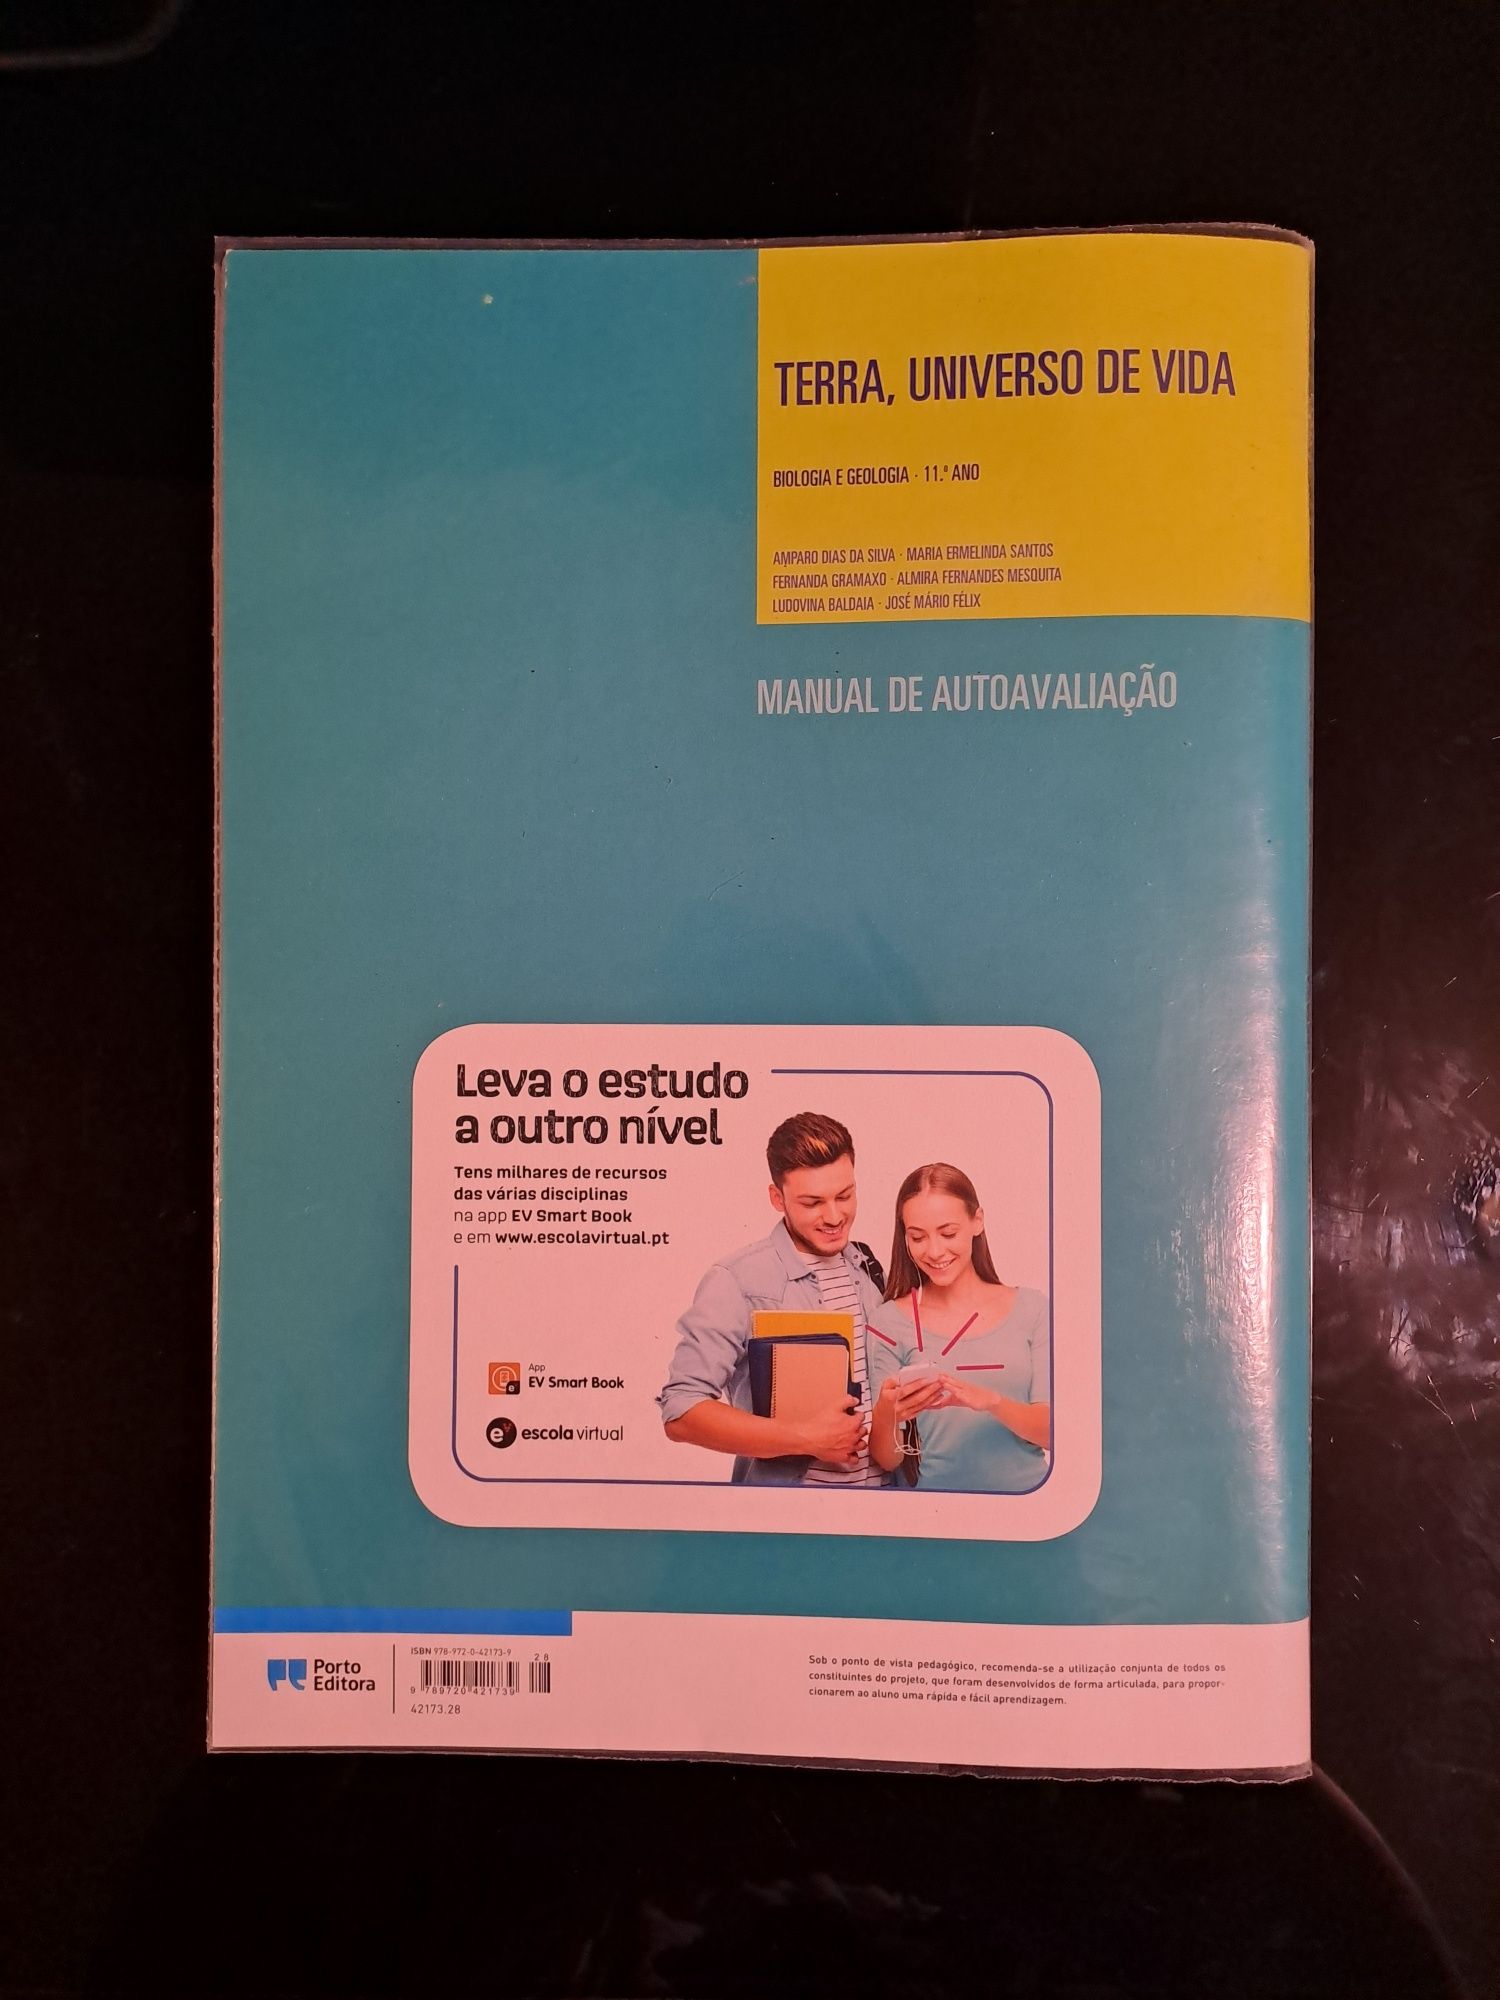 TERRA, UNIVERSO DE VIDA
BIOLOGIA E GEOLOGIA · 11.º ANO
AMPARO DIAS DA SILVA · MARIA ERMELINDA SANTOS
FERNANDA GRAMAXO · ALMIRA FERNANDES MESQUITA
LUDOVINA BALDAIA · JOSÉ MÁRIO FÉLIX
MANUAL DE AUTOAVALIAÇÃO
Leva o estudo
a outro nível
Tens milhares de recursos
das várias disciplinas
na app EV Smart Book
e em www.escolavirtual.pt
App
EV Smart Book
escola virtual
Porto
Editora
ISBN 978-972-0-42173-9
28
9 789720 421739
42173.28
Sob o ponto de vista pedagógico, recomenda-se a utilização conjunta de todos os
constituintes do projeto, que foram desenvolvidos de forma articulada, para propor-
cionarem ao aluno uma rápida e fácil aprendizagem.